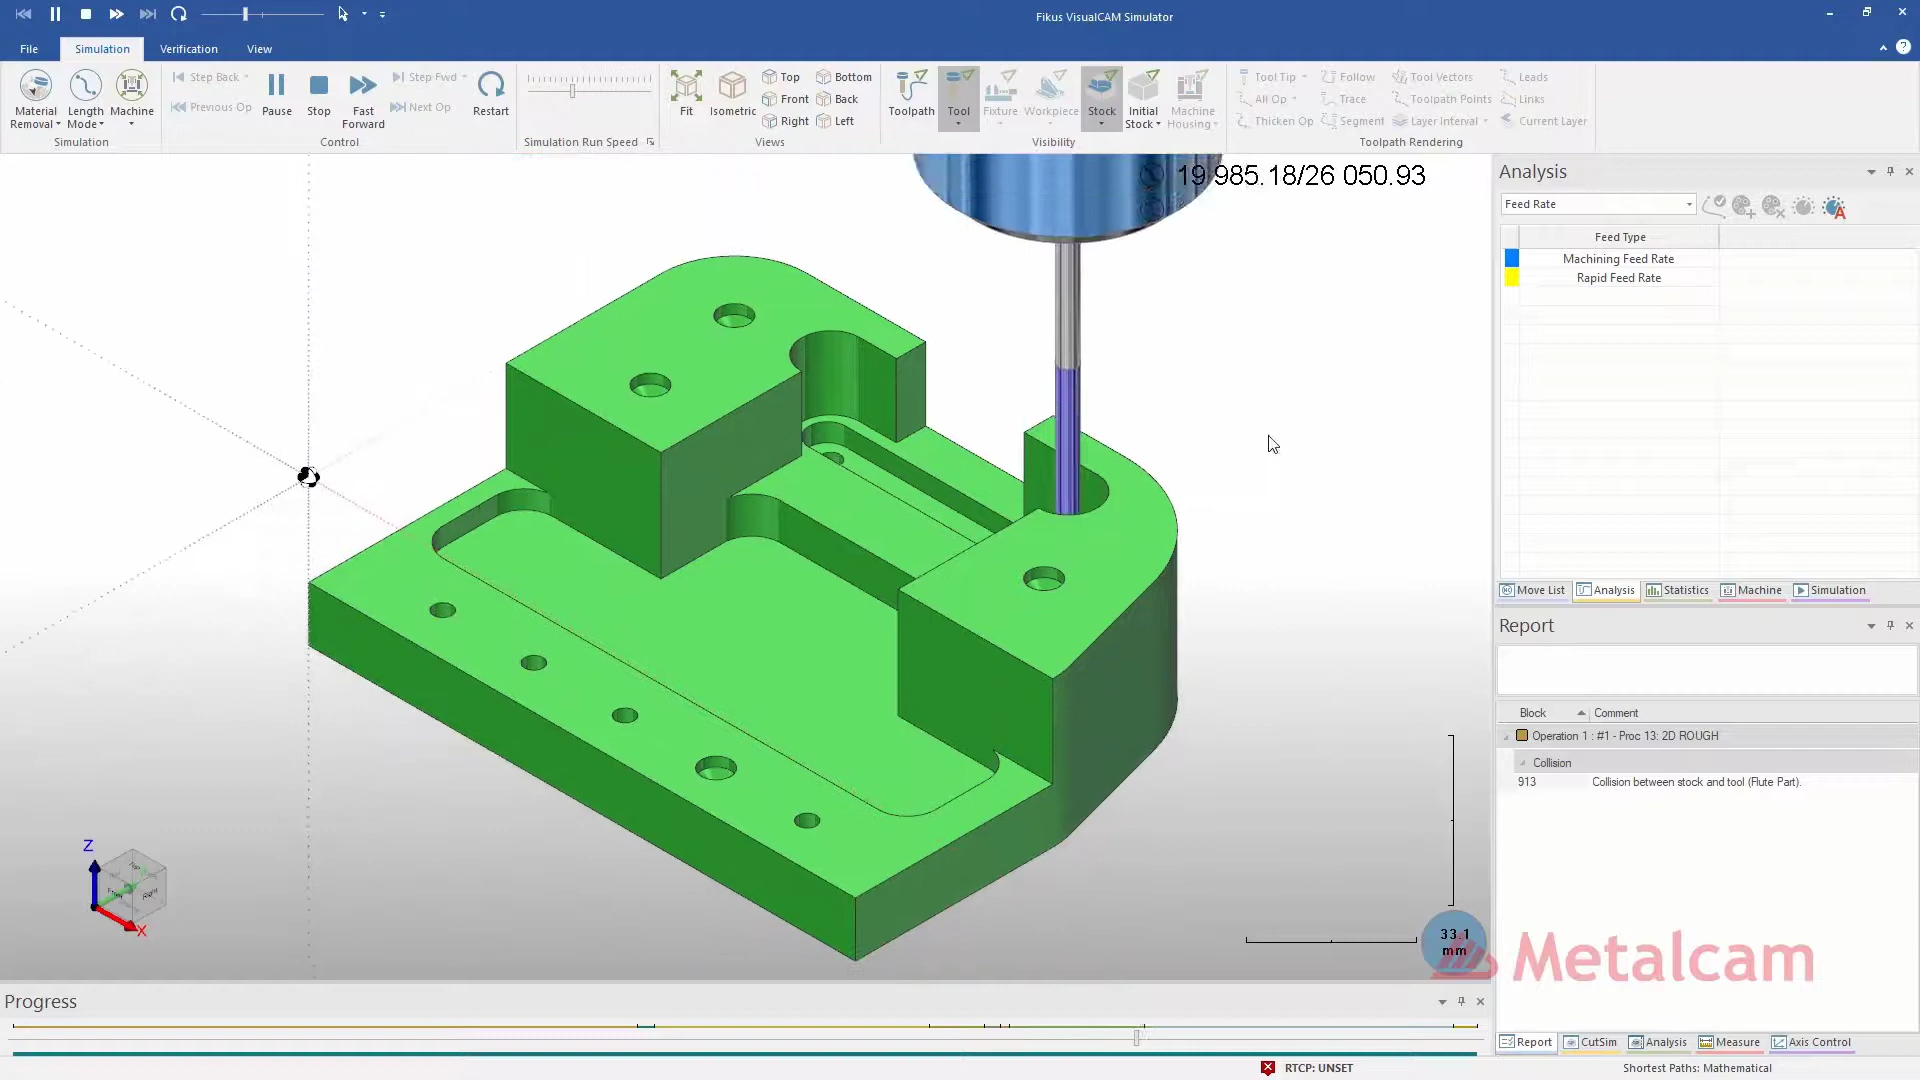 Fikus VisualCAM Simulator
File Simulation Verification View
Step Back Step Fwd Top Bottom Tool Tip Follow Tool Vectors Leads
Previous Op Next Op Front Back All Op Trace Toolpath Points Links
Material Removal Length Mode Machine Pause Stop Fast Forward Restart Fit Isometric Toolpath Tool Fixture Workpiece Stock Initial Stock Machine Housing
Right Left Thicken Op Segment Layer Interval Current Layer
Simulation Control Simulation Run Speed Views Visibility Toolpath Rendering
19 985.18/26 050.93
Analysis
Feed Rate
Feed Type
Machining Feed Rate
Rapid Feed Rate
Move List Analysis Statistics Machine Simulation
Report
Block Comment
Operation 1 : #1 - Proc 13: 2D ROUGH
Collision
913 Collision between stock and tool (Flute Part).
Z
X
Right
33.1
mm
Metalcam
Progress
Report CutSim Analysis Measure Axis Control
RTCP: UNSET Shortest Paths: Mathematical